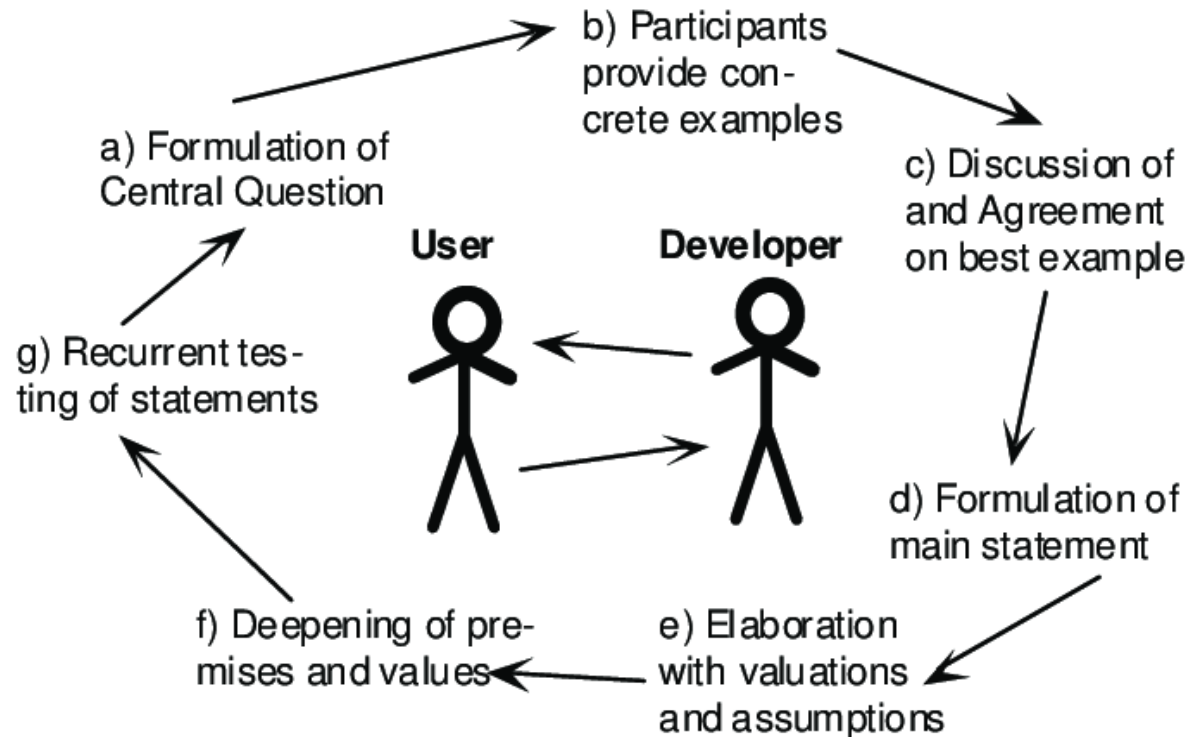 a) Formulation of
Central Question
b) Participants
provide con-
crete examples
c) Discussion of
and Agreement
on best example
d) Formulation of
main statement
e) Elaboration
with valuations
and assumptions
f) Deepening of pre-
mises and values
g) Recurrent tes-
ting of statements
User
Developer